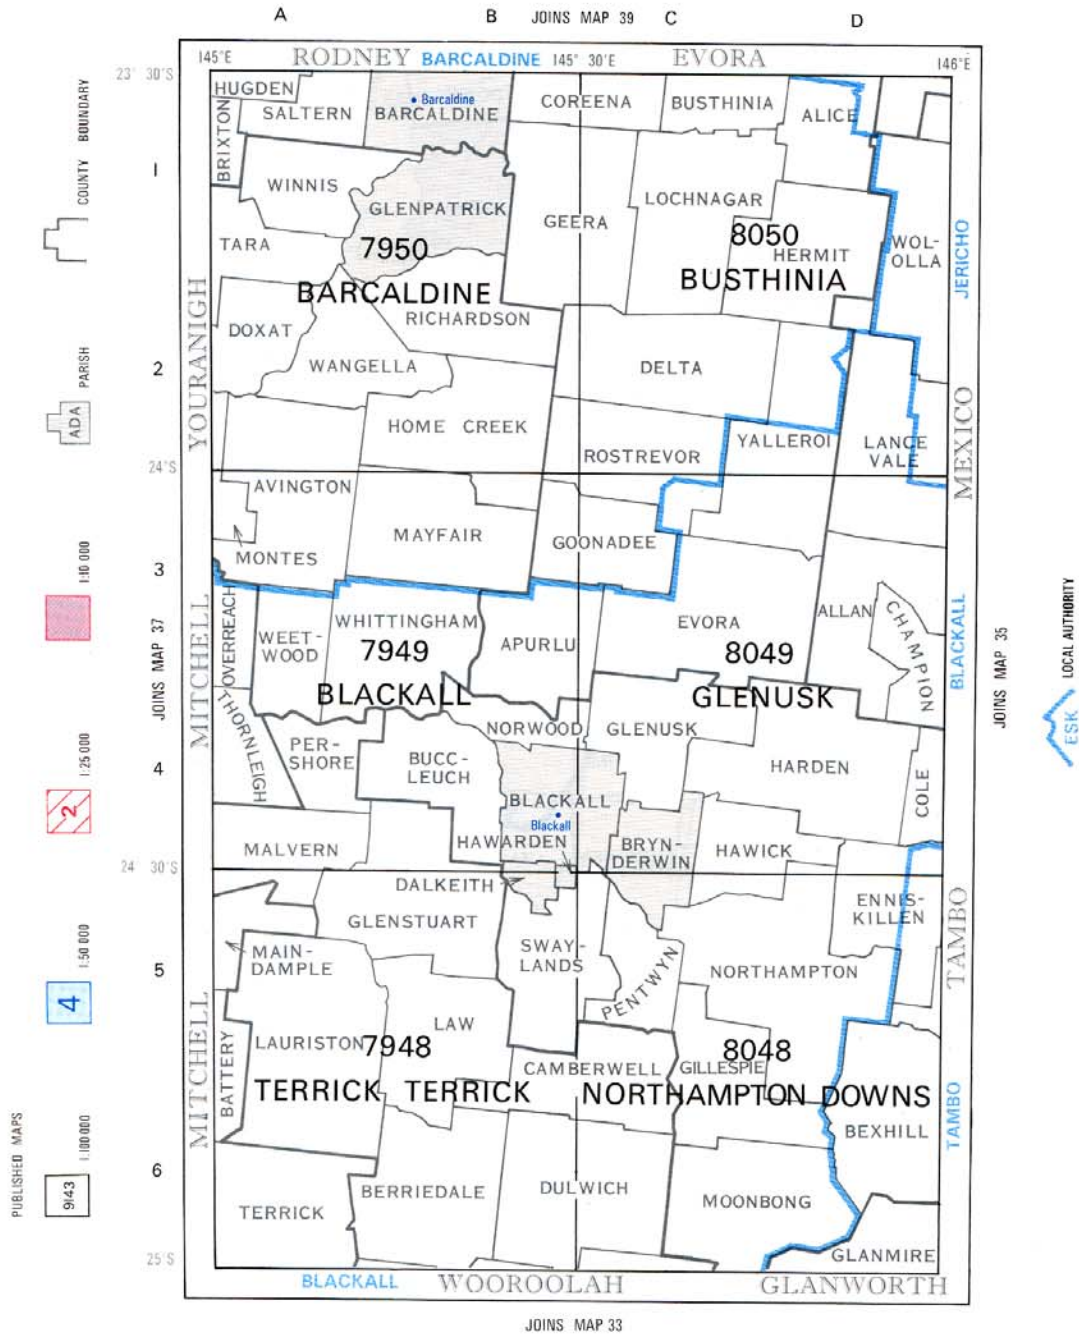 A
B
JOINS MAP 39
C
D
145°E
RODNEY
BARCALDINE
145° 30'E
EVORA
146°E
23° 30'S
HUGDEN
BRIXTON
SALTERN
Barcaldine
BARCALDINE
COREENA
BUSTHINIA
ALICE
1
WINNIS
GLENPATRICK
LOCHNAGAR
GEERA
TARA
7950
8050
HERMIT
WOL-
OLLA
JERICHO
BARCALDINE
BUSTHINIA
YOURANIGH
DOXAT
RICHARDSON
2
WANGELLA
DELTA
MEXICO
HOME CREEK
ROSTREVOR
YALLEROI
LANCE
VALE
24°S
AVINGTON
MAYFAIR
GOONADEE
MONTES
3
JOINS MAP 37
MITCHELL
OVERREACH
WEET-
WOOD
WHITTINGHAM
APURLU
EVORA
ALLAN
CHAMPION
BLACKALL
JOINS MAP 35
7949
8049
BLACKALL
GLENUSK
THORNLEIGH
NORWOOD
GLENUSK
4
PER-
SHORE
BUCC-
LEUCH
HARDEN
COLE
BLACKALL
Blackall
MALVERN
HAWARDEN
BRYN-
DERWIN
HAWICK
24° 30'S
DALKEITH
GLENSTUART
ENNIS-
KILLEN
TAMBO
MAIN-
DAMPLE
SWAY-
LANDS
PENTWYN
NORTHAMPTON
5
MITCHELL
BATTERY
LAURISTON
7948
LAW
CAMBERWELL
8048
GILLESPIE
TERRICK TERRICK
NORTHAMPTON DOWNS
BEXHILL
TAMBO
6
TERRICK
BERRIEDALE
DULWICH
MOONBONG
GLANMIRE
25°S
BLACKALL
WOOROOLAH
GLANWORTH
JOINS MAP 33
COUNTY BOUNDARY
ADA
PARISH
1:10 000
2
1:25 000
4
1:50 000
9143
1:100 000
PUBLISHED MAPS
ESK
LOCAL AUTHORITY